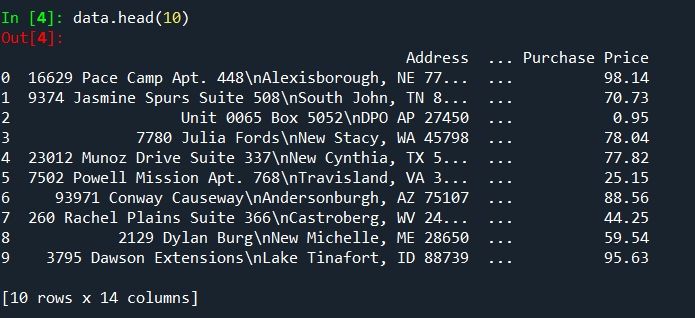 In [4]: data.head(10)
Out[4]:
Address ... Purchase Price
0 16629 Pace Camp Apt. 448\nAlexisborough, NE 77... ... 98.14
1 9374 Jasmine Spurs Suite 508\nSouth John, TN 8... ... 70.73
2 Unit 0065 Box 5052\nDPO AP 27450 ... 0.95
3 7780 Julia Fords\nNew Stacy, WA 45798 ... 78.04
4 23012 Munoz Drive Suite 337\nNew Cynthia, TX 5... ... 77.82
5 7502 Powell Mission Apt. 768\nTravisland, VA 3... ... 25.15
6 93971 Conway Causeway\nAndersonburgh, AZ 75107 ... 88.56
7 260 Rachel Plains Suite 366\nCastroberg, WV 24... ... 44.25
8 2129 Dylan Burg\nNew Michelle, ME 28650 ... 59.54
9 3795 Dawson Extensions\nLake Tinafort, ID 88739 ... 95.63
[10 rows x 14 columns]